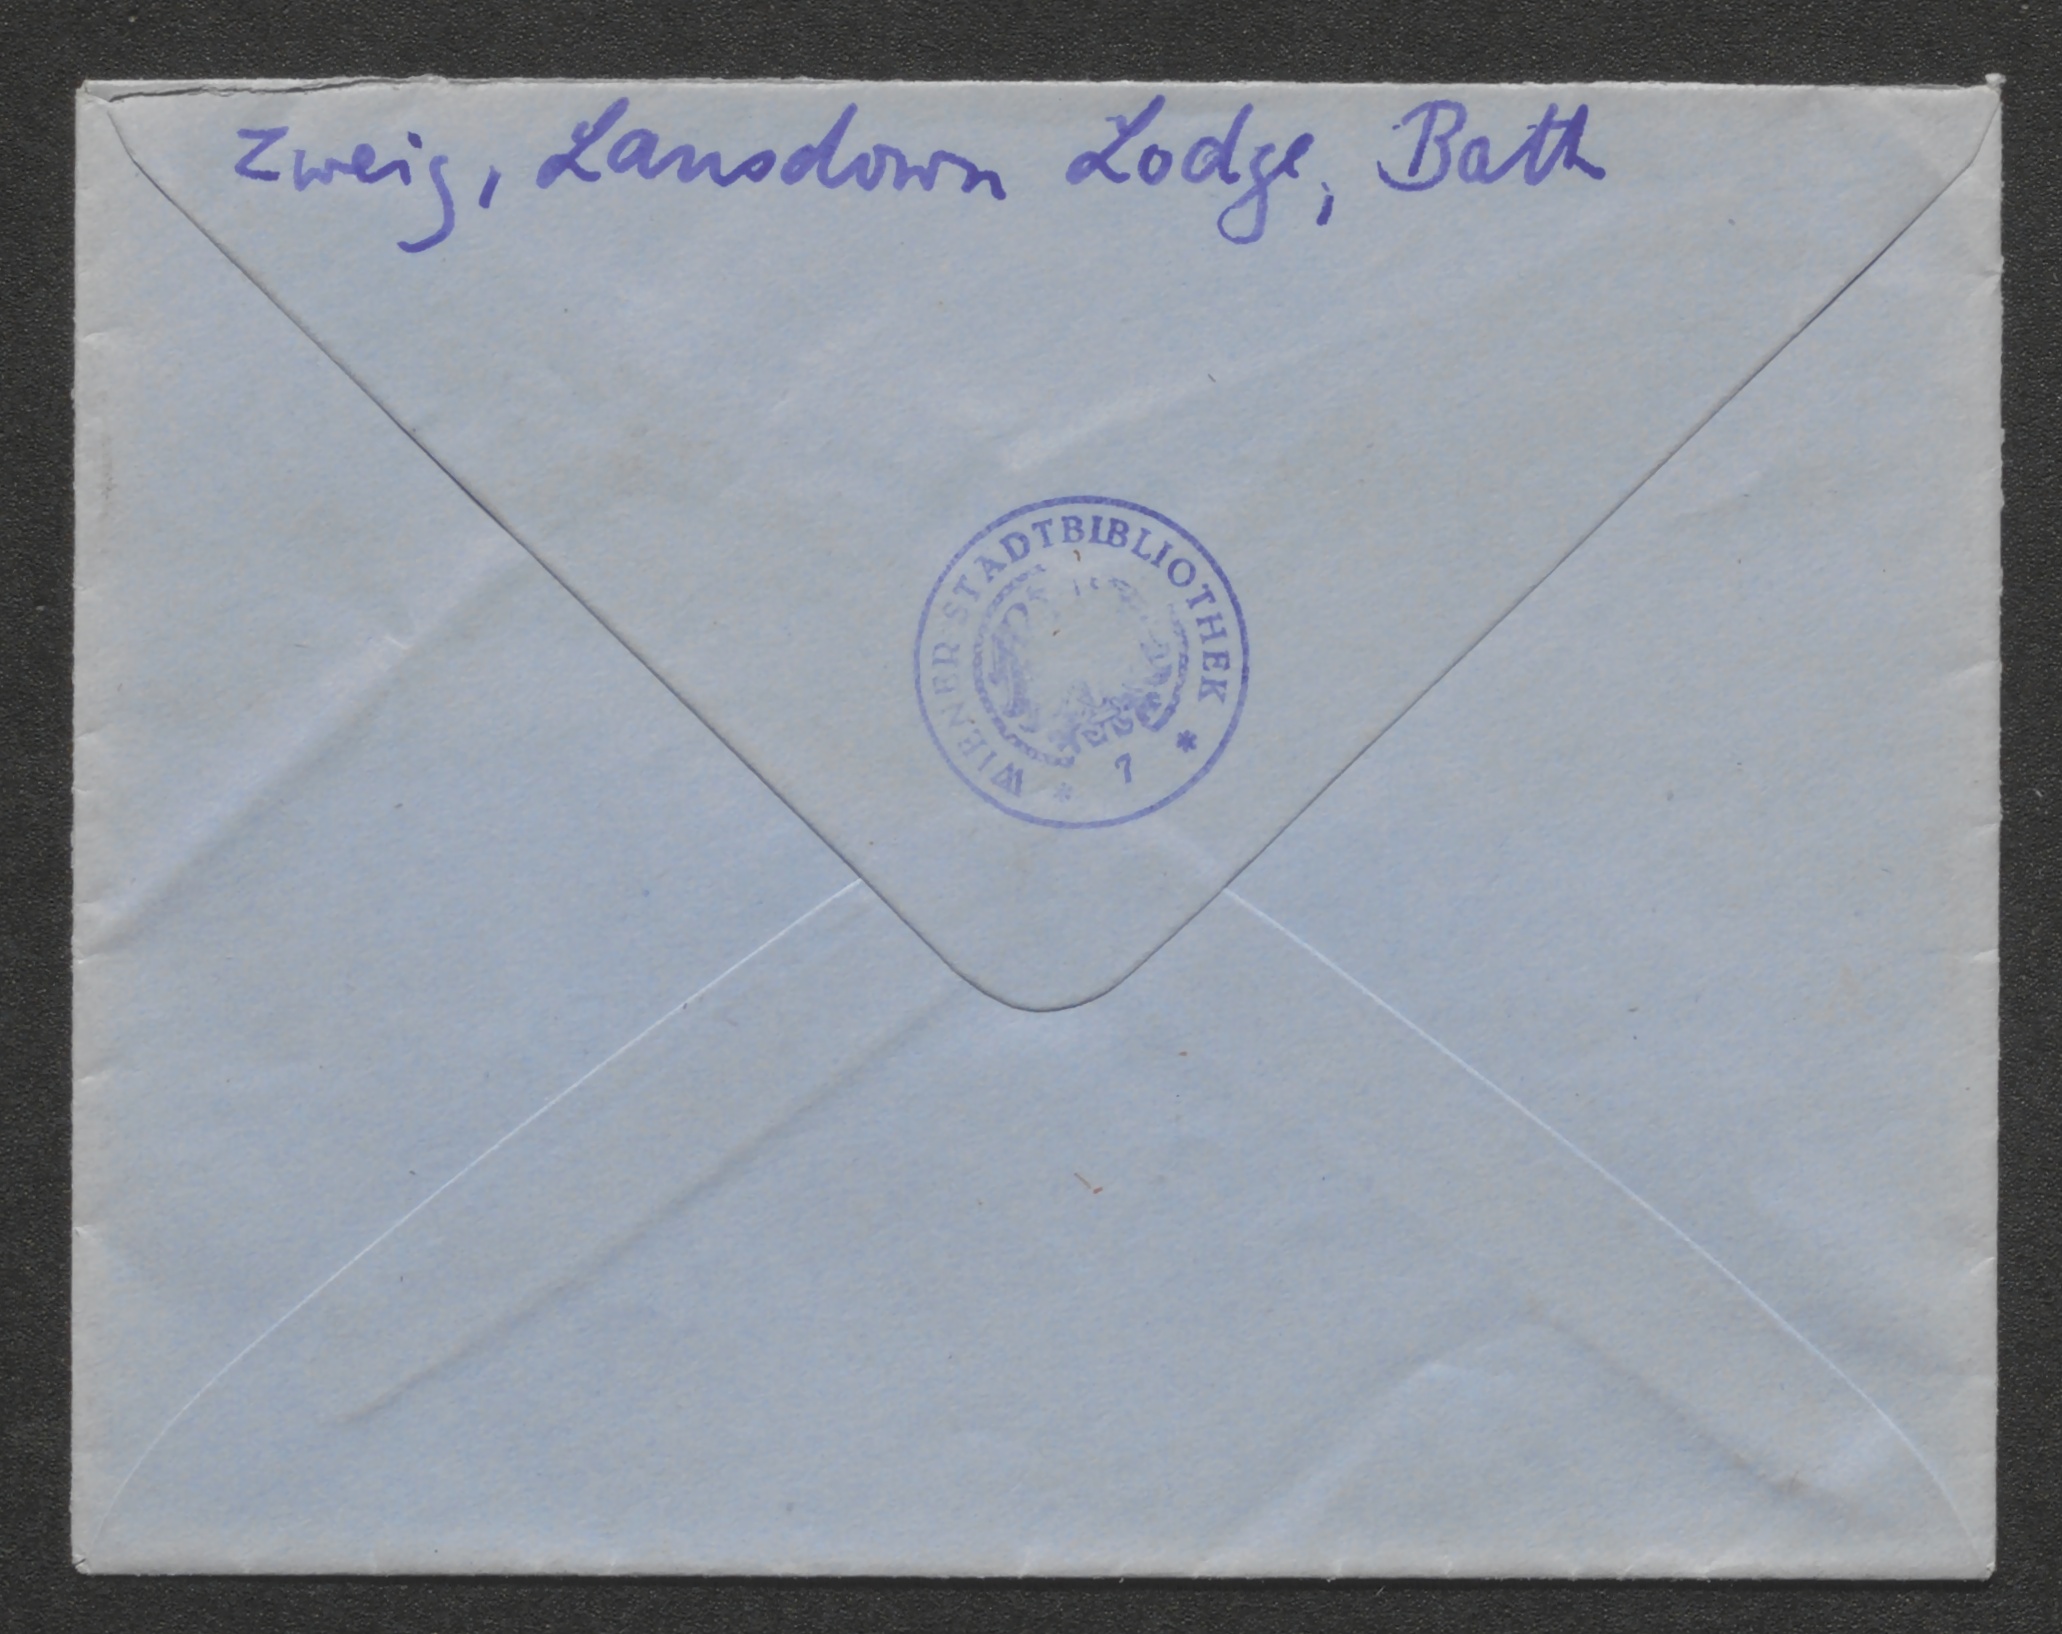 Zweig, Lansdown Lodge, Bath
WIENER STADTBIBLIOTHEK
* 7 *